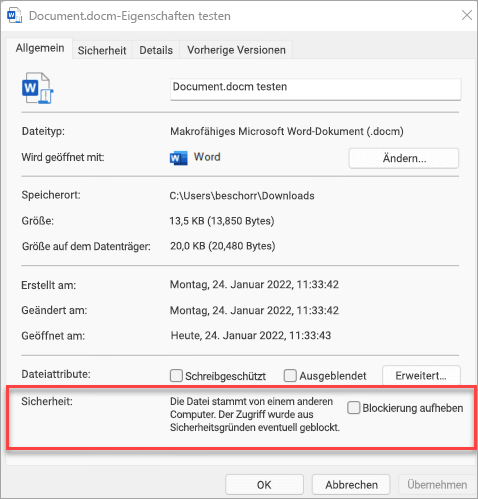 Document.docm-Eigenschaften testen
Allgemein Sicherheit Details Vorherige Versionen
Document.docm testen
Dateityp: Makrofähiges Microsoft Word-Dokument (.docm)
Wird geöffnet mit: Word Ändern...
Speicherort: C:\Users\beschorr\Downloads
Größe: 13,5 KB (13,850 Bytes)
Größe auf dem Datenträger: 20,0 KB (20,480 Bytes)
Erstellt am: Montag, 24. Januar 2022, 11:33:42
Geändert am: Montag, 24. Januar 2022, 11:33:42
Geöffnet am: Heute, 24. Januar 2022, 11:33:43
Dateiattribute: Schreibgeschützt Ausgeblendet Erweitert...
Sicherheit: Die Datei stammt von einem anderen
Computer. Der Zugriff wurde aus
Sicherheitsgründen eventuell geblockt.
Blockierung aufheben
OK Abbrechen Übernehmen